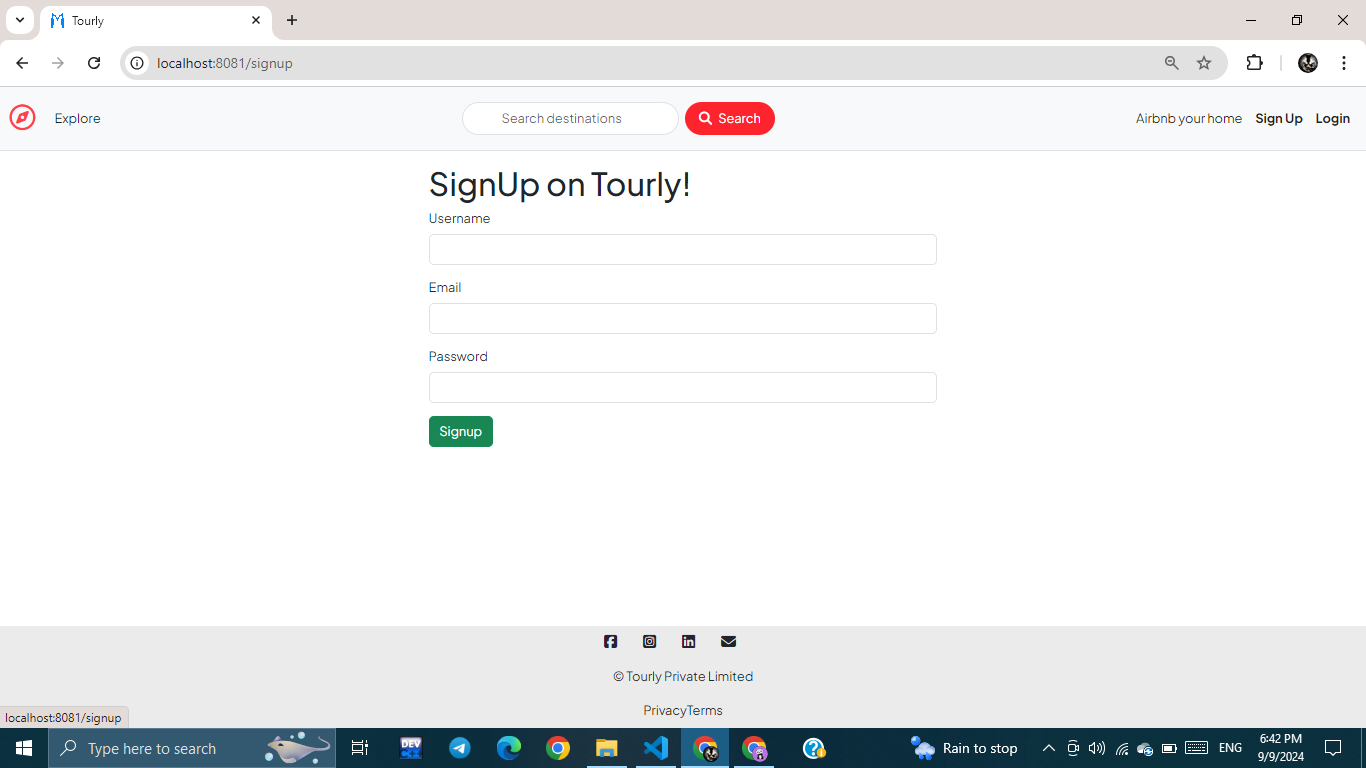 Tourly
localhost:8081/signup
Explore
Search destinations
Search
Airbnb your home
Sign Up
Login
SignUp on Tourly!
Username
Email
Password
Signup
© Tourly Private Limited
PrivacyTerms
localhost:8081/signup
Type here to search
DEV
Rain to stop
ENG
6:42 PM
9/9/2024